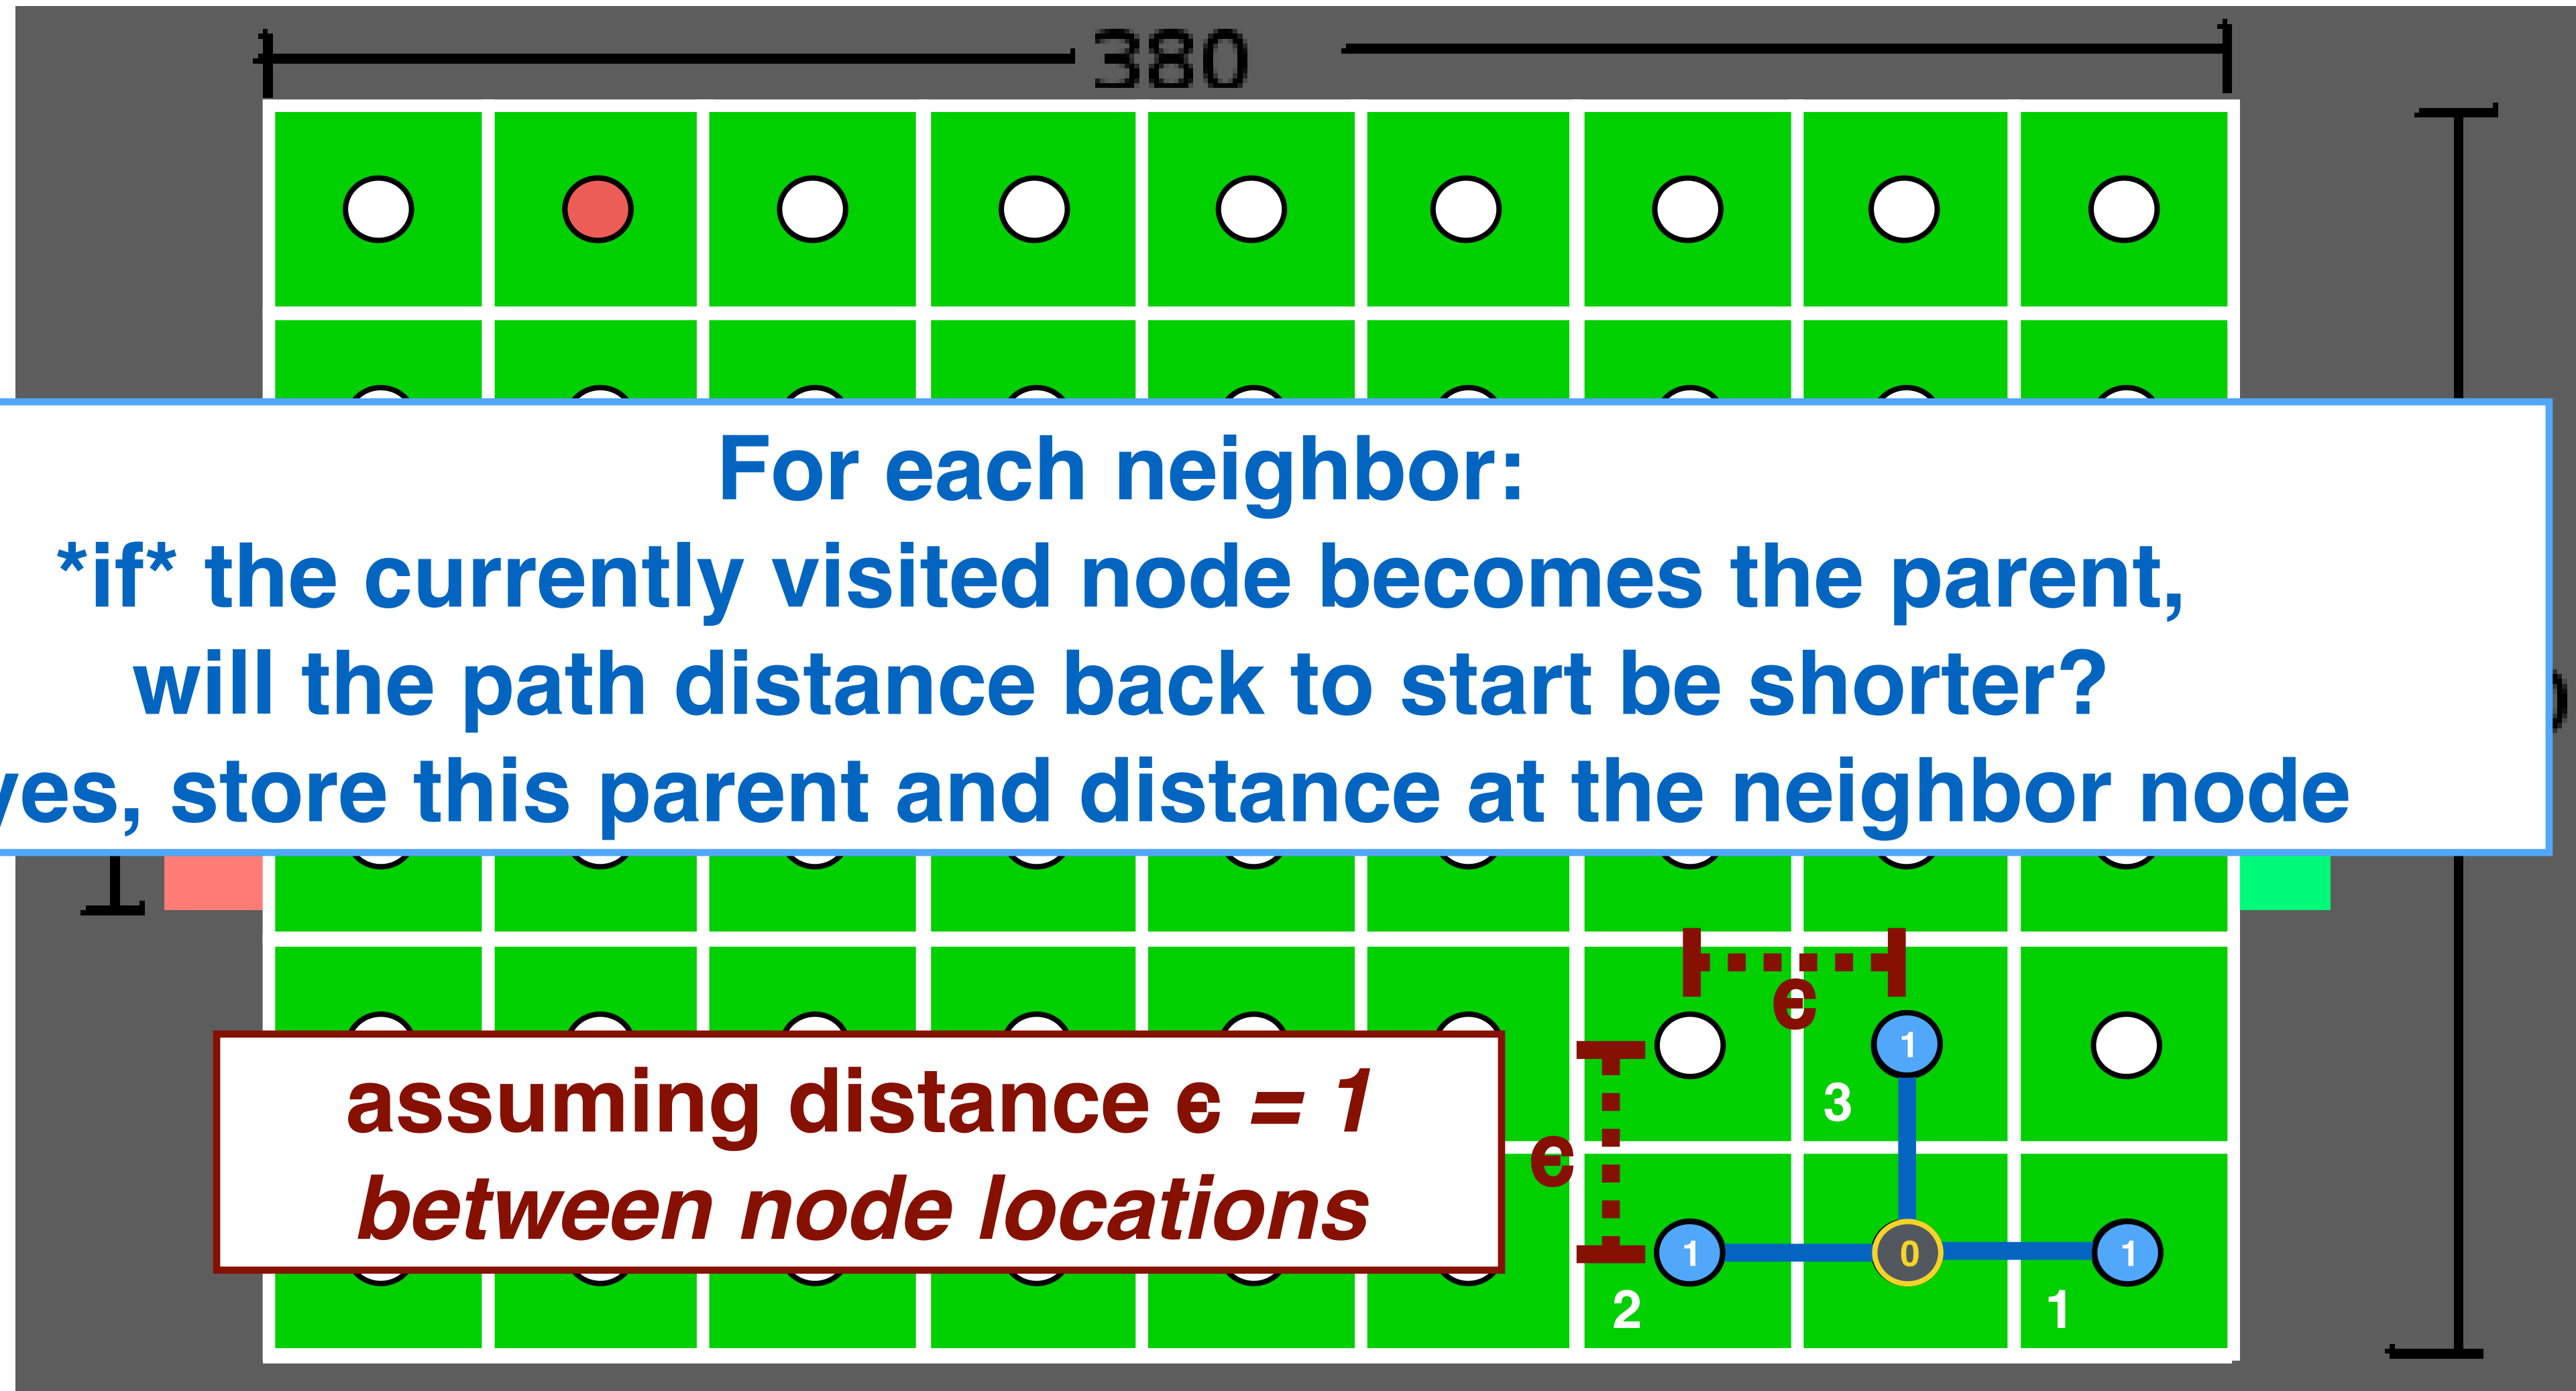 380
For each neighbor:
*if* the currently visited node becomes the parent,
will the path distance back to start be shorter?
yes, store this parent and distance at the neighbor node
e
1
3
assuming distance e = 1
between node locations
e
1
0
1
2
1